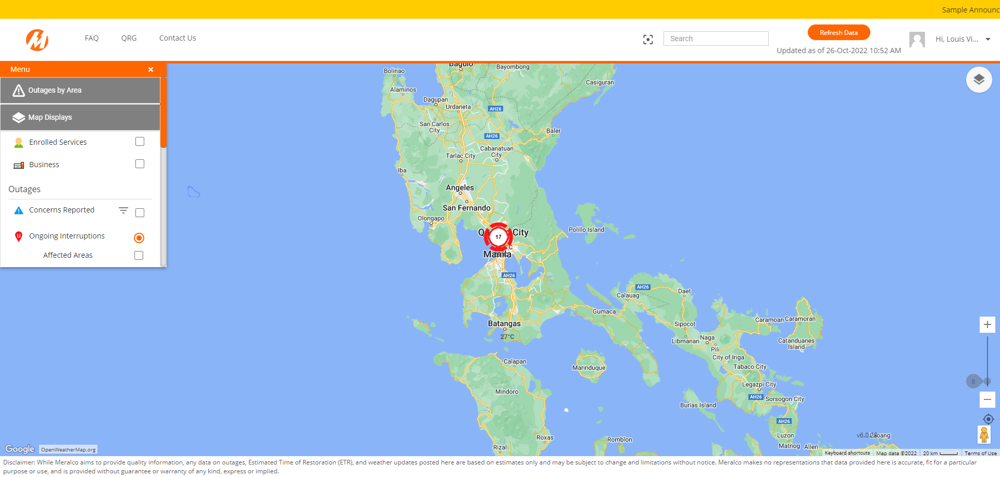 Sample Announc
FAQ
QRG
Contact Us
Search
Refresh Data
Updated as of 26-Oct-2022 10:52 AM
Hi, Louis Vi...
Menu
Outages by Area
Map Displays
Enrolled Services
Business
Outages
Concerns Reported
Ongoing Interruptions
Affected Areas
Baguio
Bayombong
Bolinao
Casiguran
Alaminos
Dagupan
Urdaneta
AH26
San Carlos
City
Baler
AH26
Cabanatuan
City
Tarlac City
Iba
Angeles
San Fernando
Olongapo
Polillo Island
City
17
Manila
AH26
AH26
Daet
Calauag
Gumaca
Caramoan
Caramoran
Batangas
Sipocot
27°C
Libmanan
Naga
Catanduanes
Island
Pili
City of Iriga
Calapan
Marinduque
Tabaco City
Legazpi City
8
Mindoro
AH26
Sorsogon City
Burias Island
AH26
Luzon
v6.0.28
Laoang
Roxas
Romblon
Matnog
Allen
Rizal
Google
OpenWeatherMap.org
Keyboard shortcuts
Map data ©2022
20 km
Terms of Use
Disclaimer: While Meralco aims to provide quality information, any data on outages, Estimated Time of Restoration (ETR), and weather updates posted here are based on estimates only and may be subject to change and limitations without notice. Meralco makes no representations that data provided here is accurate, fit for a particular
purpose or use, and is provided without guarantee or warranty of any kind, express or implied.